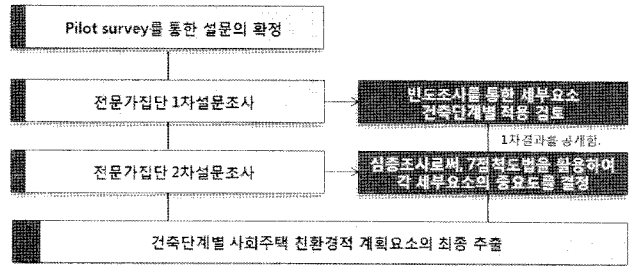 Pilot survey를 통한 설문의 확정
전문가집단 1차설문조사
빈도조사를 통한 세부요소
건축단계별 적용 검토
1차결과를 공개함.
전문가집단 2차설문조사
심층조사로써, 7점척도법을 활용하여
각 세부요소의 중요도를 결정
건축단계별 사회주택 친환경적 계획요소의 최종 추출